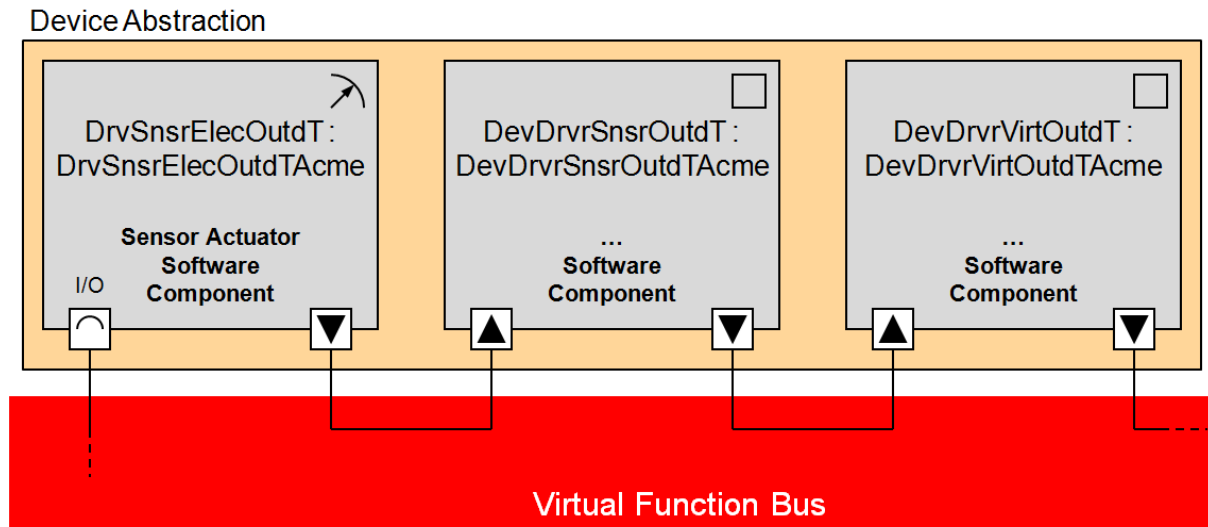 Device Abstraction
DrvSnsrElecOutdT :
DrvSnsrElecOutdTAcme
Sensor Actuator
Software
Component
I/O
DevDrvrSnsrOutdT :
DevDrvrSnsrOutdTAcme
...
Software
Component
DevDrvrVirtOutdT :
DevDrvrVirtOutdTAcme
...
Software
Component
Virtual Function Bus